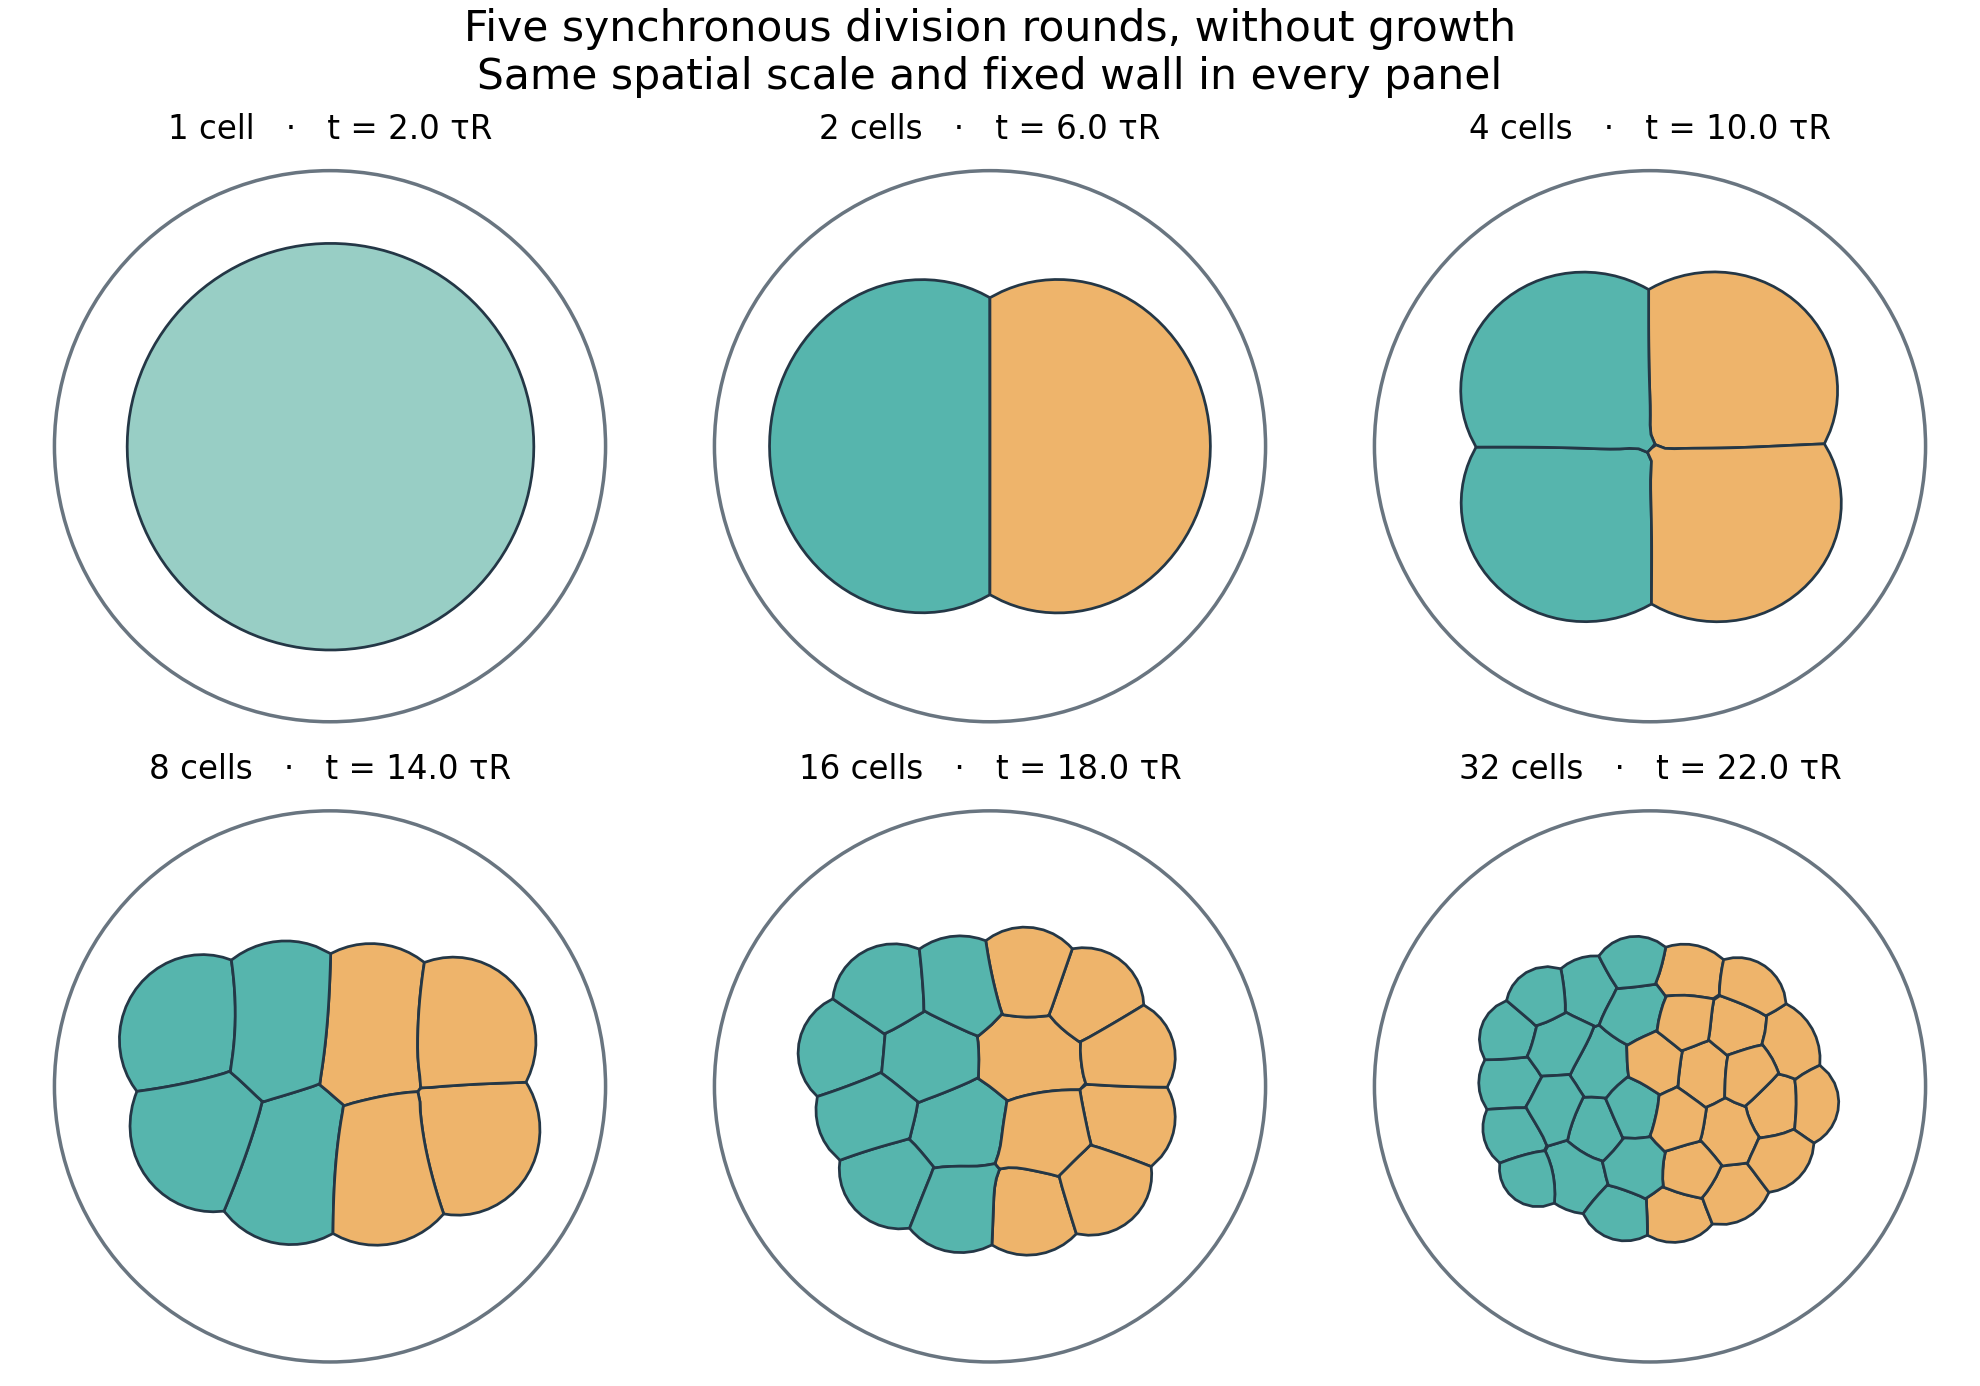 Five synchronous division rounds, without growth
Same spatial scale and fixed wall in every panel
1 cell · t = 2.0 τR
2 cells · t = 6.0 τR
4 cells · t = 10.0 τR
8 cells · t = 14.0 τR
16 cells · t = 18.0 τR
32 cells · t = 22.0 τR